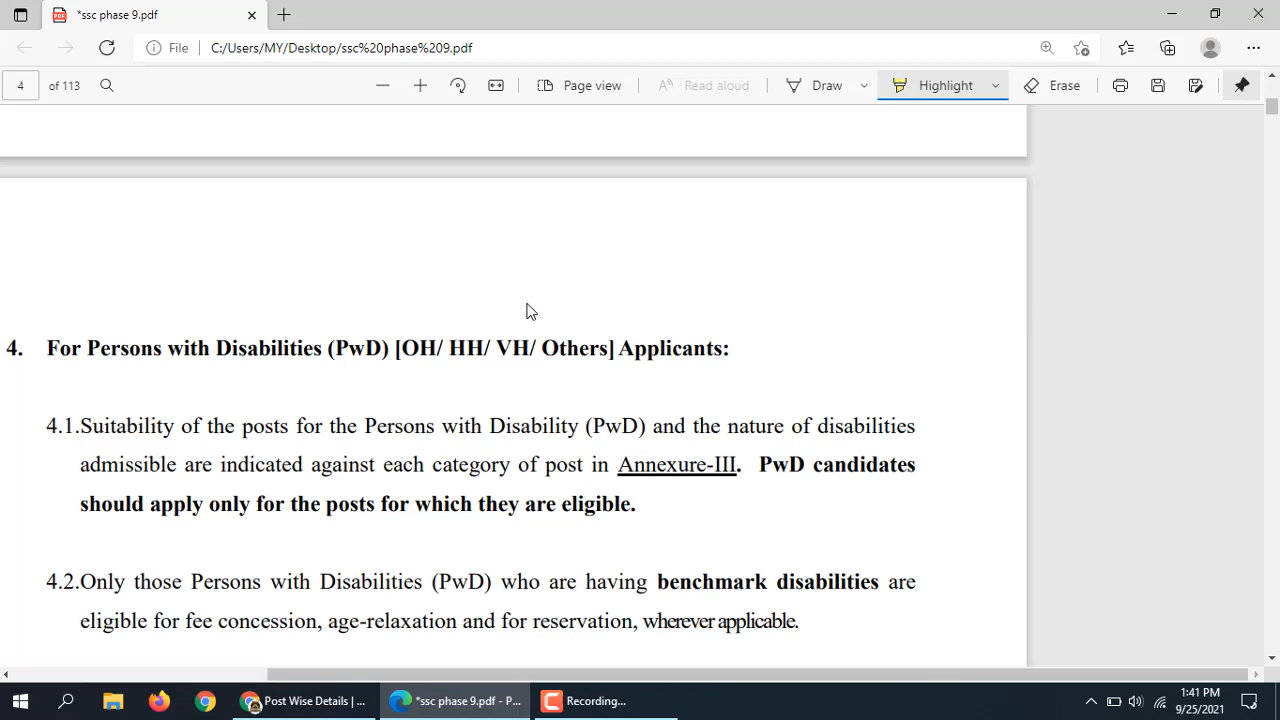 *ssc phase 9.pdf
File C:/Users/MY/Desktop/ssc%20phase%209.pdf
4 of 113 Page view Read aloud Draw Highlight Erase
4. For Persons with Disabilities (PwD) [OH/ HH/ VH/ Others] Applicants:
4.1.Suitability of the posts for the Persons with Disability (PwD) and the nature of disabilities
admissible are indicated against each category of post in Annexure-III. PwD candidates
should apply only for the posts for which they are eligible.
4.2.Only those Persons with Disabilities (PwD) who are having benchmark disabilities are
eligible for fee concession, age-relaxation and for reservation, wherever applicable.
Post Wise Details | ... *ssc phase 9.pdf - P... Recording... 1:41 PM
9/25/2021